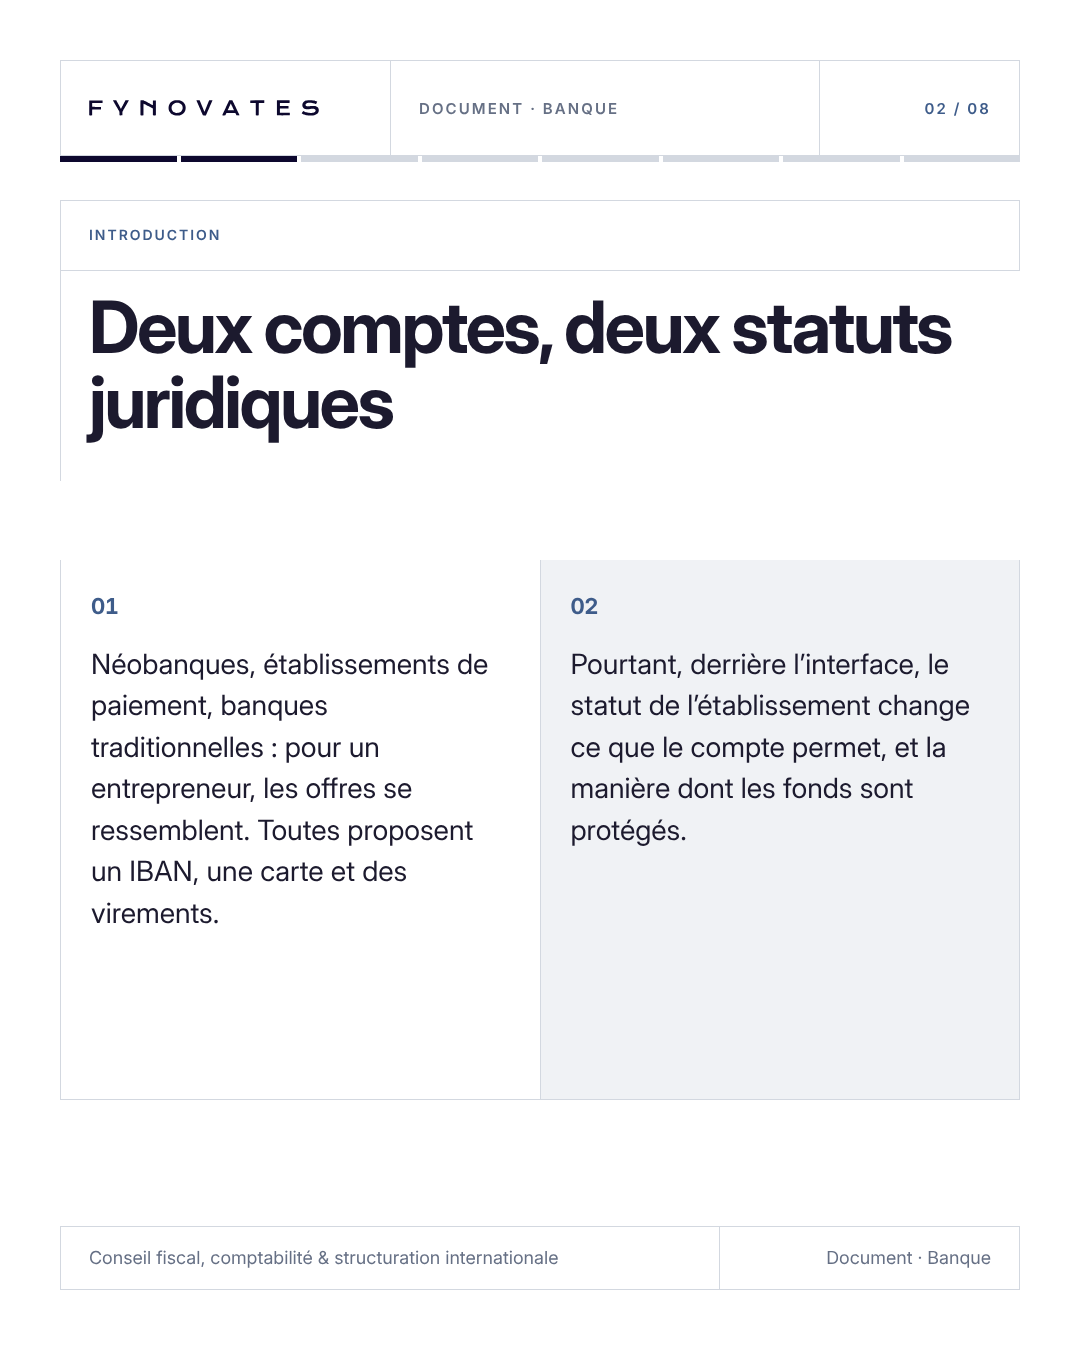 FYNOVATES
DOCUMENT · BANQUE
02 / 08
INTRODUCTION
Deux comptes, deux statuts
juridiques
01
Néobanques, établissements de
paiement, banques
traditionnelles : pour un
entrepreneur, les offres se
ressemblent. Toutes proposent
un IBAN, une carte et des
virements.
02
Pourtant, derrière l’interface, le
statut de l’établissement change
ce que le compte permet, et la
manière dont les fonds sont
protégés.
Conseil fiscal, comptabilité & structuration internationale
Document · Banque